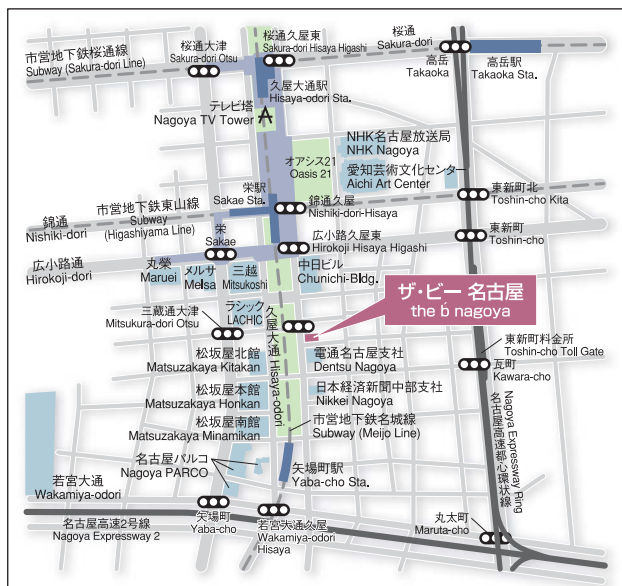 市営地下鉄桜通線
Subway (Sakura-dori Line)
桜通大津
Sakura-dori Otsu
桜通久屋東
Sakura-dori Hisaya Higashi
桜通
Sakura-dori
高岳
Takaoka
高岳駅
Takaoka Sta.
久屋大通駅
Hisaya-odori Sta.
テレビ塔
Nagoya TV Tower
NHK名古屋放送局
NHK Nagoya
オアシス21
Oasis 21
愛知芸術文化センター
Aichi Art Center
栄駅
Sakae Sta.
錦通久屋
Nishiki-dori-Hisaya
東新町北
Toshin-cho Kita
市営地下鉄東山線
Subway
(Higashiyama Line)
錦通
Nishiki-dori
栄
Sakae
広小路久屋東
Hirokoji Hisaya Higashi
東新町
Toshin-cho
広小路通
Hirokoji-dori
丸榮
Maruei
メルサ
Melsa
三越
Mitsukoshi
中日ビル
Chunichi-Bldg.
ザ・ビー 名古屋
the b nagoya
三蔵通大津
Mitsukura-dori Otsu
ラシック
LACHIC
久屋大通 Hisaya-odori
東新町料金所
Toshin-cho Toll Gate
松坂屋北館
Matsuzakaya Kitakan
電通名古屋支社
Dentsu Nagoya
瓦町
Kawara-cho
松坂屋本館
Matsuzakaya Honkan
日本経済新聞中部支社
Nikkei Nagoya
松坂屋南館
Matsuzakaya Minamikan
市営地下鉄名城線
Subway (Meijo Line)
Nagoya Expressway Ring
名古屋高速都心環状線
名古屋パルコ
Nagoya PARCO
矢場町駅
Yaba-cho Sta.
若宮大通
Wakamiya-odori
名古屋高速2号線
Nagoya Expressway 2
矢場町
Yaba-cho
若宮大通久屋
Wakamiya-odori
Hisaya
丸太町
Maruta-cho